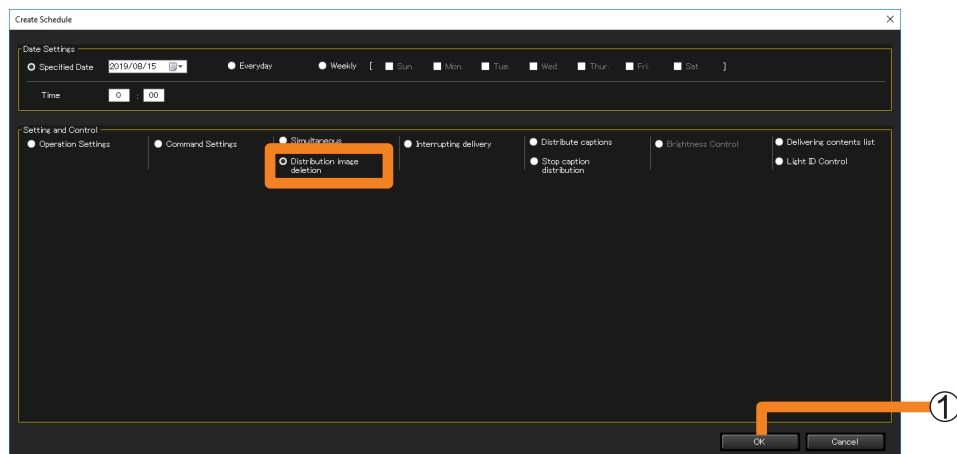 Create Schedule
Date Settings
Specified Date 2019/08/15 Everyday Weekly [ Sun. Mon. Tue. Wed. Thur. Fri. Sat. ]
Time 0 : 00
Setting and Control
Operation Settings Command Settings Simultaneous Interrupting delivery Distribute captions Brightness Control Delivering contents list
Distribution image Stop caption Light ID Control
deletion distribution
OK Cancel
1